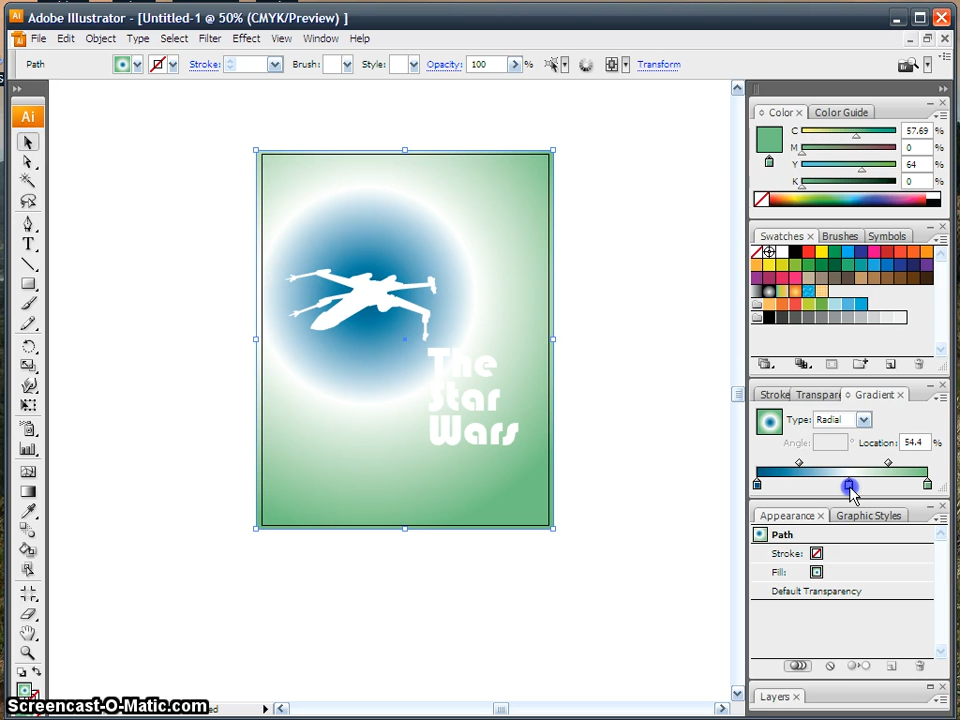 Ai Adobe Illustrator - [Untitled-1 @ 50% (CMYK/Preview) ]
File Edit Object Type Select Filter Effect View Window Help
Path Stroke: Brush: Style: Opacity: 100 % Transform
Ai
Color Color Guide
C 57.69 %
M 0 %
Y 64 %
K 0 %
Swatches Brushes Symbols
The
Star
Wars
Stroke Transpar Gradient
Type: Radial
Angle: ° Location: 54.4 %
Appearance Graphic Styles
Path
Stroke:
Fill:
Default Transparency
Layers
Screencast-O-Matic.com